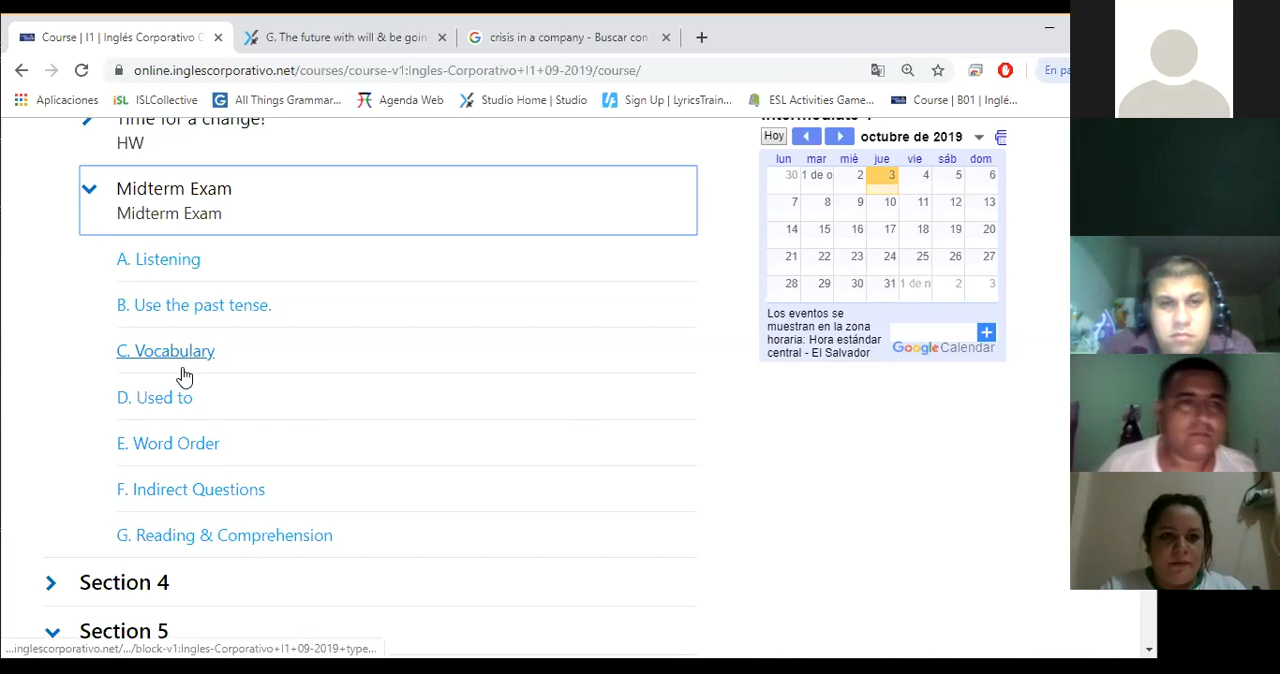 Course | I1 | Inglés Corporativo
G. The future with will & be goin
crisis in a company - Buscar con
online.inglescorporativo.net/courses/course-v1:Ingles-Corporativo+I1+09-2019/course/
En pa
Aplicaciones
ISLCollective
All Things Grammar...
Agenda Web
Studio Home | Studio
Sign Up | LyricsTrain...
ESL Activities Game...
Course | B01 | Inglé...
Time for a change!
HW
Midterm Exam
Midterm Exam
A. Listening
B. Use the past tense.
C. Vocabulary
D. Used to
E. Word Order
F. Indirect Questions
G. Reading & Comprehension
Section 4
Section 5
...inglescorporativo.net/.../block-v1:Ingles-Corporativo+I1+09-2019+type...
Hoy
octubre de 2019
lun mar mié jue vie sáb dom
30 1 de o 2 3 4 5 6
7 8 9 10 11 12 13
14 15 16 17 18 19 20
21 22 23 24 25 26 27
28 29 30 31 1 de n 2 3
Los eventos se
muestran en la zona
horaria: Hora estándar
central - El Salvador
Google Calendar